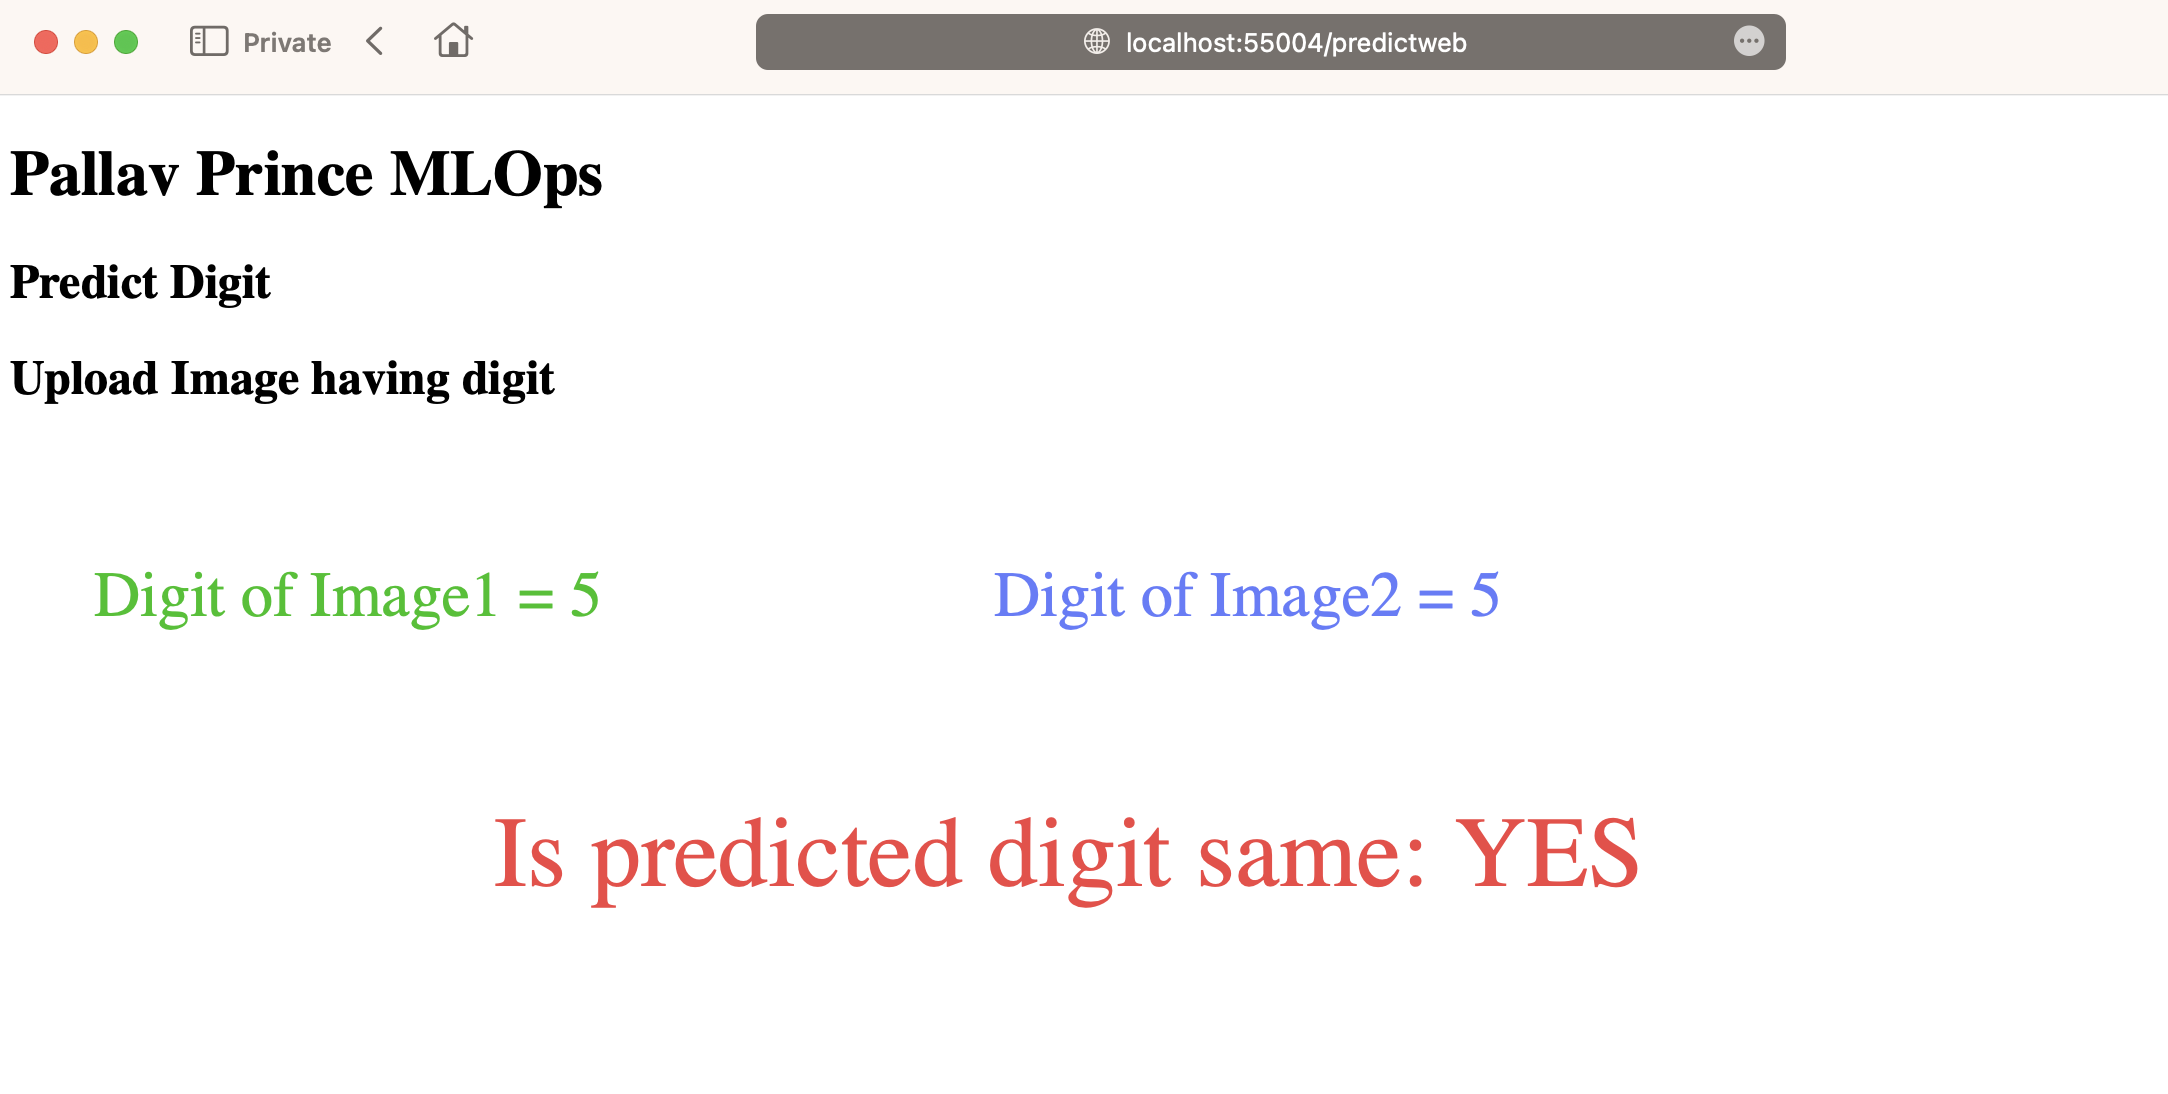 Private
localhost:55004/predictweb
Pallav Prince MLOps
Predict Digit
Upload Image having digit
Digit of Image1 = 5
Digit of Image2 = 5
Is predicted digit same: YES